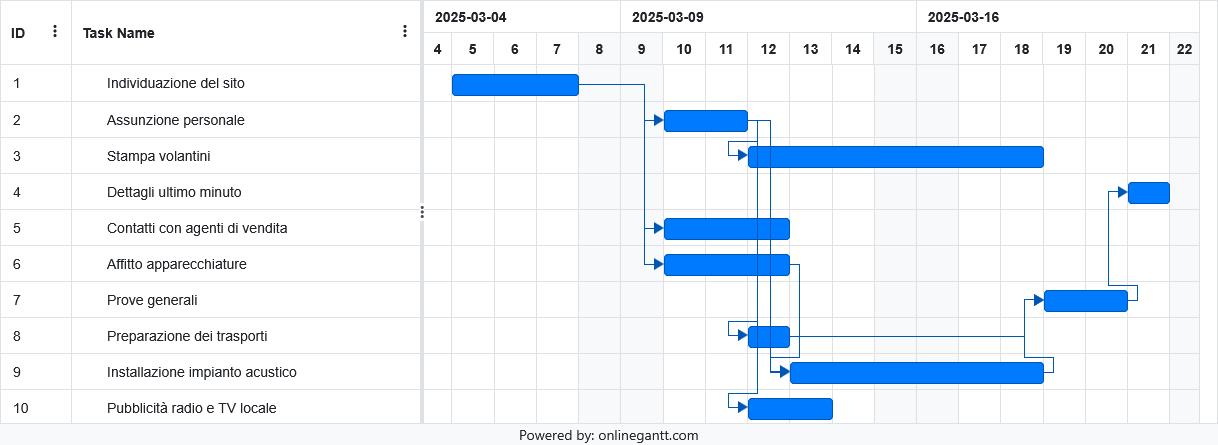 ID Task Name 2025-03-04 2025-03-09 2025-03-16
4 5 6 7 8 9 10 11 12 13 14 15 16 17 18 19 20 21 22
1 Individuazione del sito
2 Assunzione personale
3 Stampa volantini
4 Dettagli ultimo minuto
5 Contatti con agenti di vendita
6 Affitto apparecchiature
7 Prove generali
8 Preparazione dei trasporti
9 Installazione impianto acustico
10 Pubblicità radio e TV locale
Powered by: onlinegantt.com